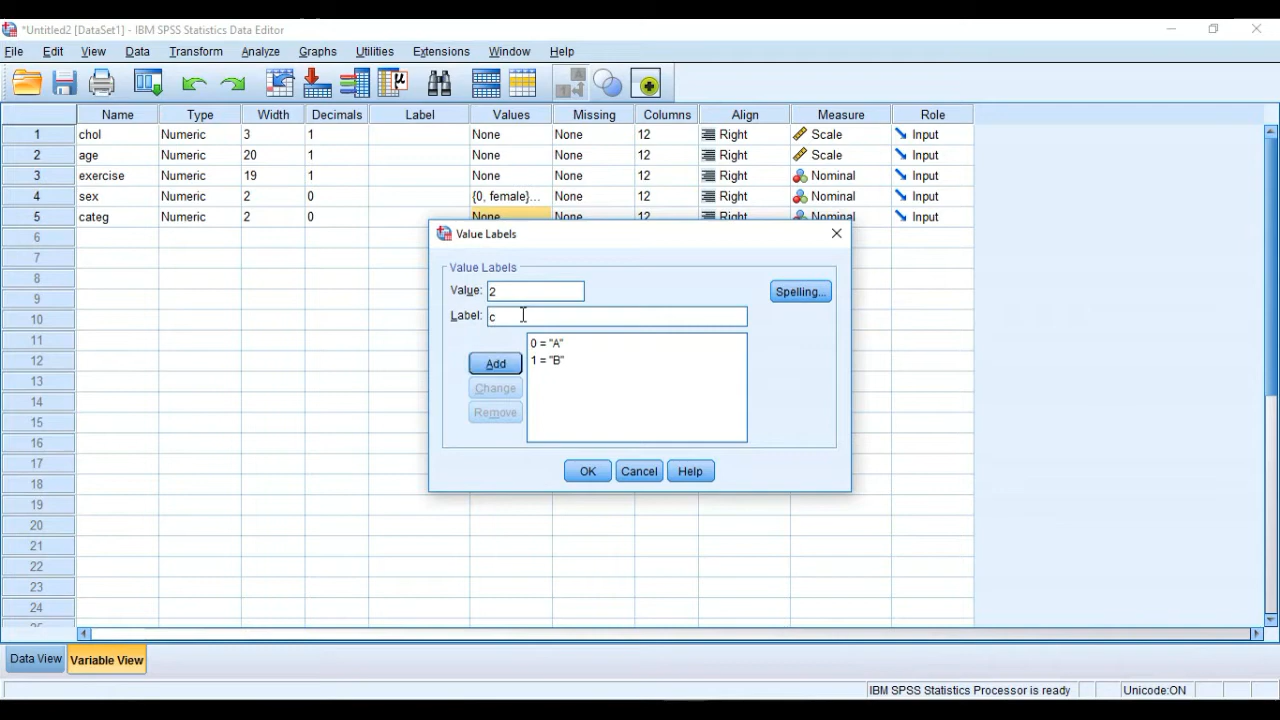 *Untitled2 [DataSet1] - IBM SPSS Statistics Data Editor
File Edit View Data Transform Analyze Graphs Utilities Extensions Window Help
Name Type Width Decimals Label Values Missing Columns Align Measure Role
1 chol Numeric 3 1 None None 12 Right Scale Input
2 age Numeric 20 1 None None 12 Right Scale Input
3 exercise Numeric 19 1 None None 12 Right Nominal Input
4 sex Numeric 2 0 {0, female}... None 12 Right Nominal Input
5 categ Numeric 2 0 None None 12 Right Nominal Input
6
7
8
9
10
11
12
13
14
15
16
17
18
19
20
21
22
23
24
Value Labels
Value Labels
Value: 2 Spelling...
Label: c
0 = "A"
1 = "B"
Add
Change
Remove
OK Cancel Help
Data View Variable View
IBM SPSS Statistics Processor is ready Unicode:ON